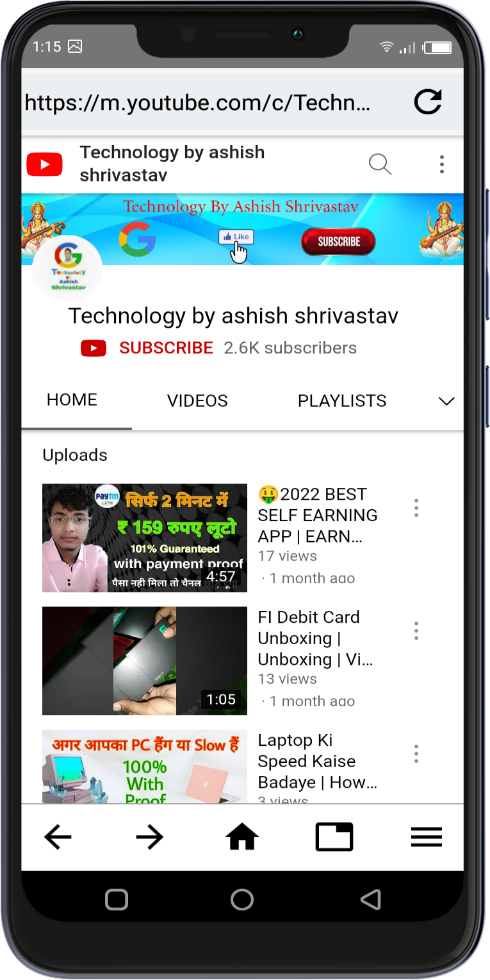 1:15
https://m.youtube.com/c/Techn...
Technology by ashish
shrivastav
Technology By Ashish Shrivastav
Like
SUBSCRIBE
Technology
Ashish
Shrivastav
Technology by ashish shrivastav
SUBSCRIBE 2.6K subscribers
HOME VIDEOS PLAYLISTS
Uploads
paytm
सिर्फ 2 मिनट में
₹ 159 रुपए लूटो
101% Guaranteed
with payment proof
पैसा नही मिला तो चैनल
4:57
🤑2022 BEST
SELF EARNING
APP | EARN...
17 views
· 1 month ago
1:05
FI Debit Card
Unboxing |
Unboxing | Vi...
13 views
· 1 month ago
अगर आपका PC हैंग या Slow हैं
100%
With
Proof
Laptop Ki
Speed Kaise
Badaye | How...
3 views